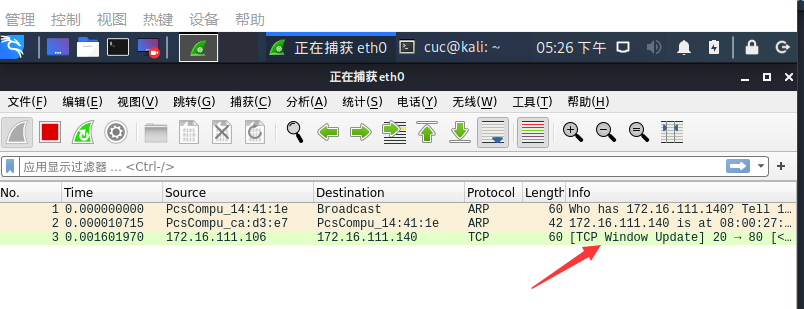 管理 控制 视图 热键 设备 帮助
正在捕获 eth0 cuc@kali: ~ 05:26 下午
正在捕获 eth0
文件(F) 编辑(E) 视图(V) 跳转(G) 捕获(C) 分析(A) 统计(S) 电话(Y) 无线(W) 工具(T) 帮助(H)
应用显示过滤器 … <Ctrl-/>
No. Time Source Destination Protocol Length Info
1 0.000000000 PcsCompu_14:41:1e Broadcast ARP 60 Who has 172.16.111.140? Tell 1…
2 0.000010715 PcsCompu_ca:d3:e7 PcsCompu_14:41:1e ARP 42 172.16.111.140 is at 08:00:27:…
3 0.001601970 172.16.111.106 172.16.111.140 TCP 60 [TCP Window Update] 20 → 80 [<…